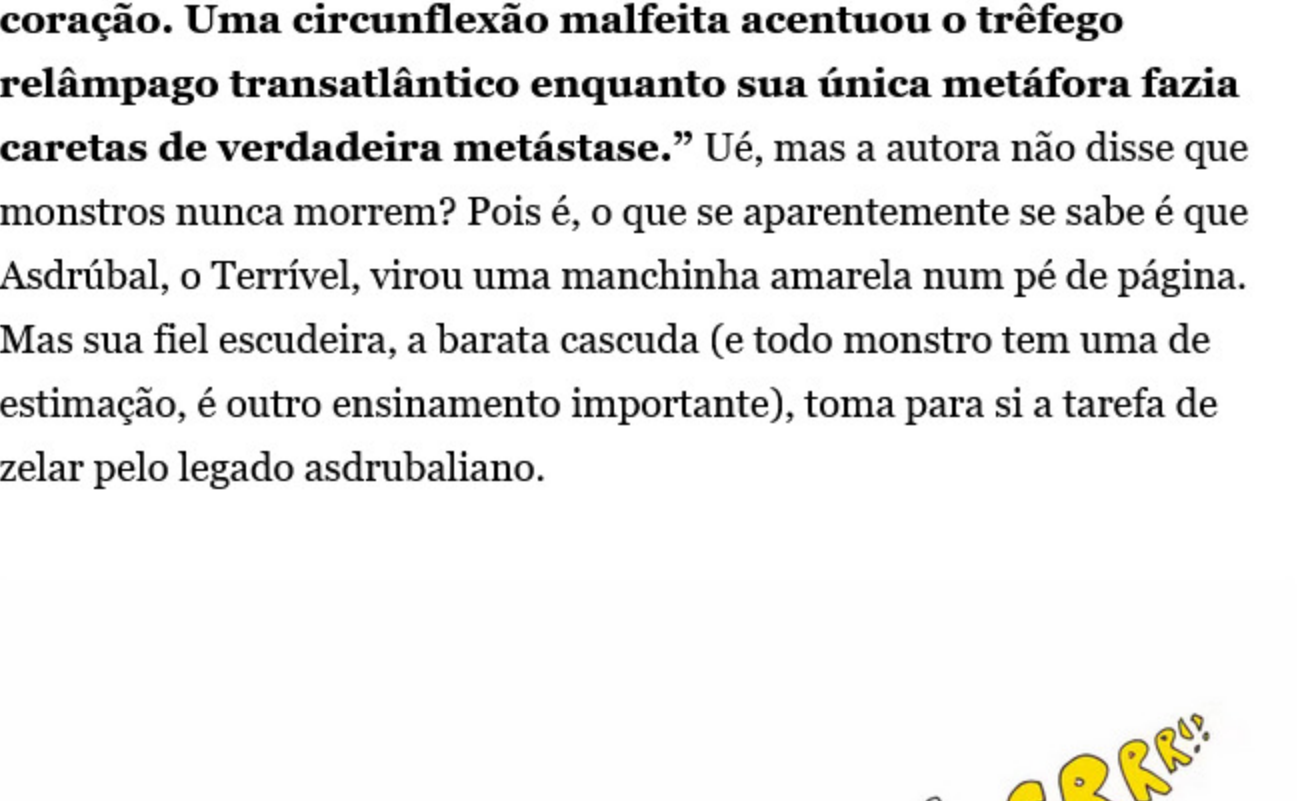 coração. Uma circunflexão malfeita acentuou o trêfego
relâmpago transatlântico enquanto sua única metáfora fazia
caretas de verdadeira metástase.” Ué, mas a autora não disse que
monstros nunca morrem? Pois é, o que se aparentemente se sabe é que
Asdrúbal, o Terrível, virou uma manchinha amarela num pé de página.
Mas sua fiel escudeira, a barata cascuda (e todo monstro tem uma de
estimação, é outro ensinamento importante), toma para si a tarefa de
zelar pelo legado asdrubaliano.
RRRR!!